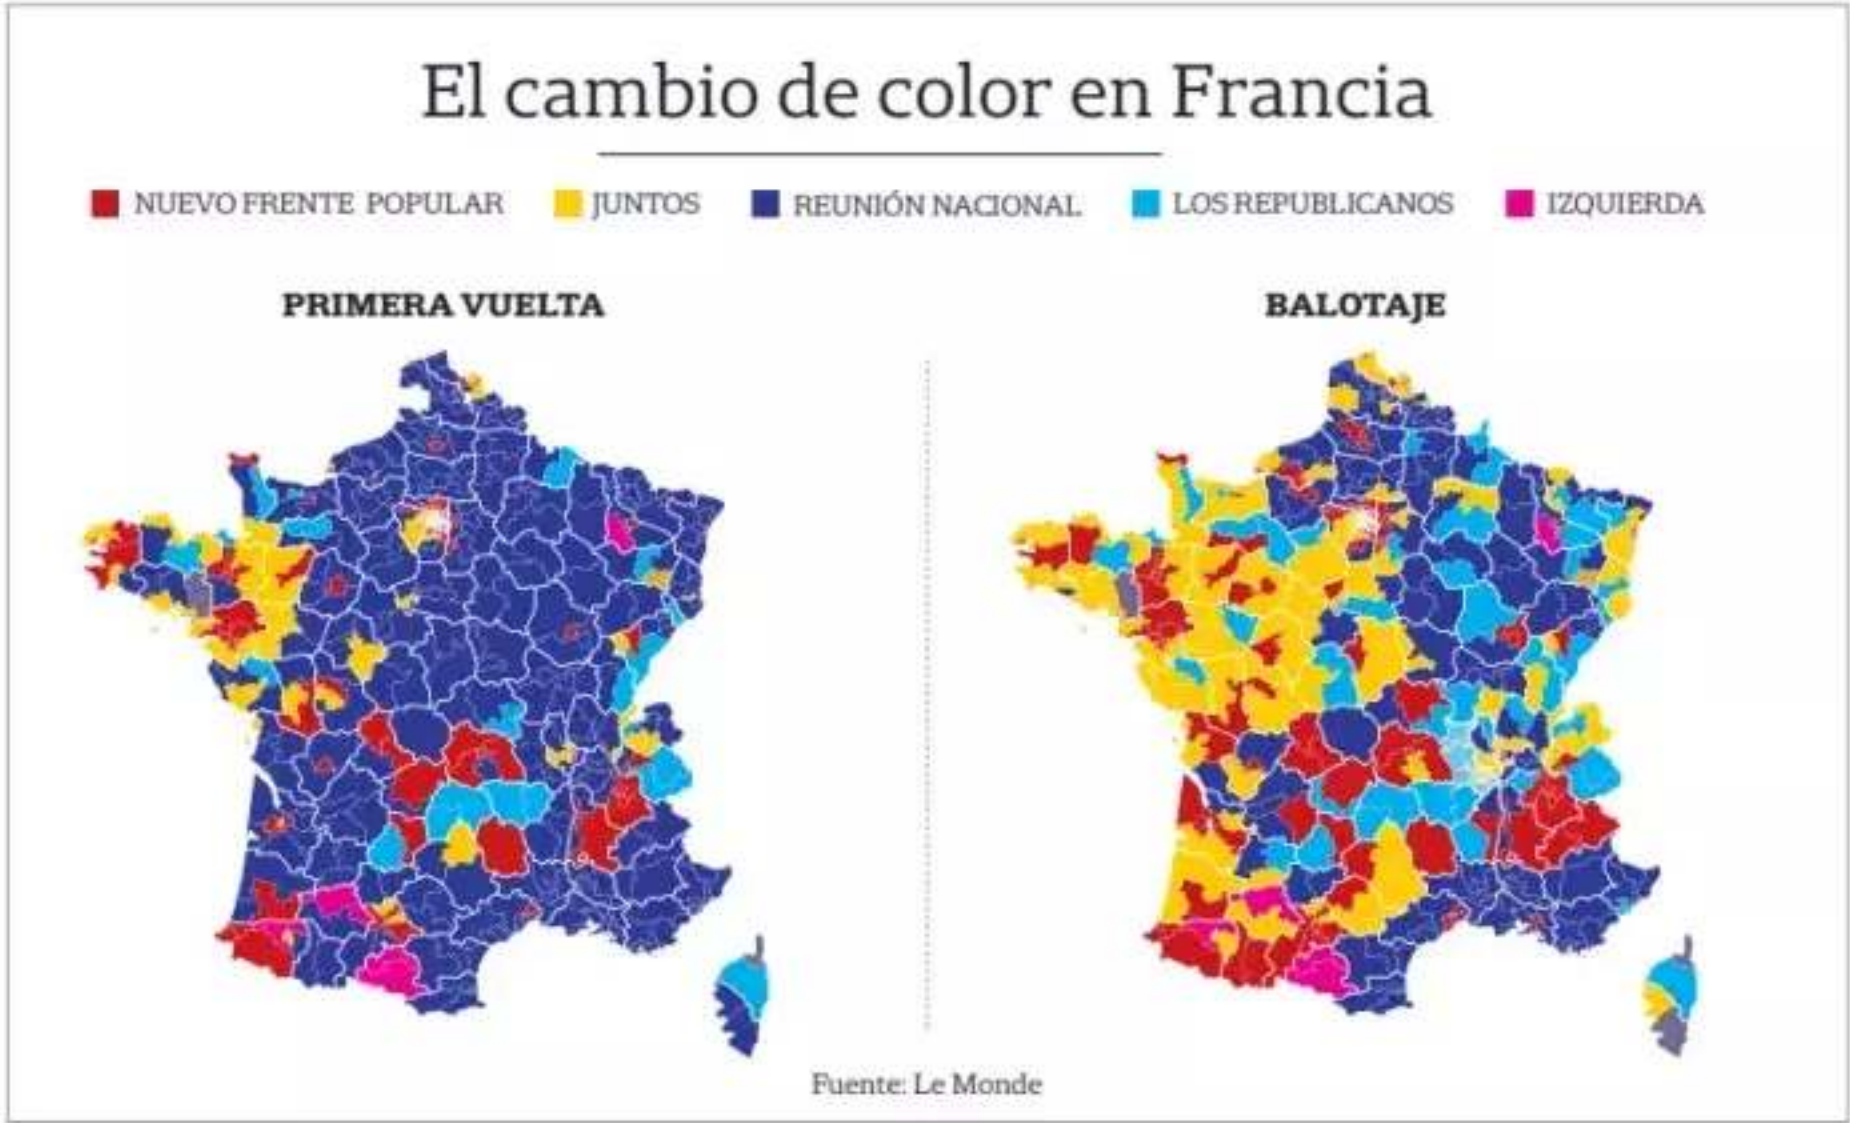 El cambio de color en Francia
NUEVO FRENTE POPULAR JUNTOS REUNIÓN NACIONAL LOS REPUBLICANOS IZQUIERDA
PRIMERA VUELTA BALOTAJE
Fuente: Le Monde